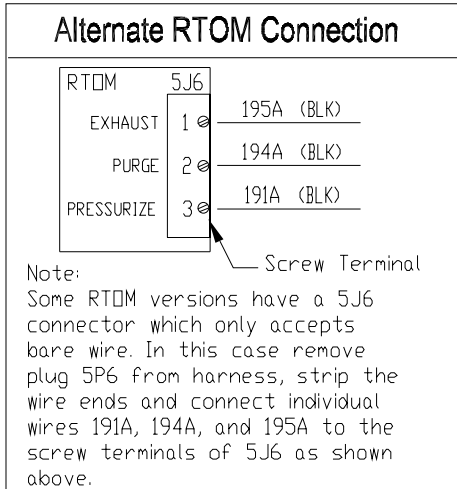 Alternate RTOM Connection
RTOM 5J6
EXHAUST 1 195A (BLK)
PURGE 2 194A (BLK)
PRESSURIZE 3 191A (BLK)
Screw Terminal
Note:
Some RTOM versions have a 5J6
connector which only accepts
bare wire. In this case remove
plug 5P6 from harness, strip the
wire ends and connect individual
wires 191A, 194A, and 195A to the
screw terminals of 5J6 as shown
above.